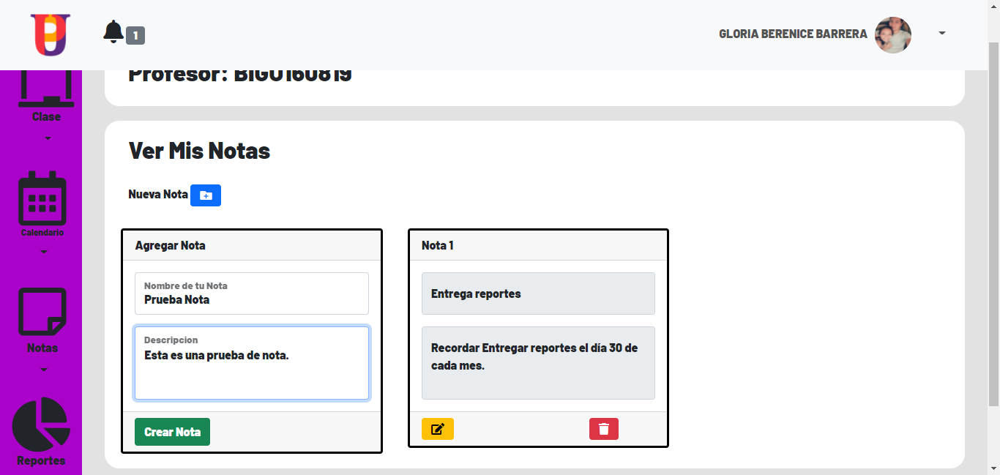 1
GLORIA BERENICE BARRERA
Profesor: BIGU160819
Clase
Calendario
Notas
Reportes
Ver Mis Notas
Nueva Nota
Agregar Nota
Nombre de tu Nota
Prueba Nota
Descripcion
Esta es una prueba de nota.
Crear Nota
Nota 1
Entrega reportes
Recordar Entregar reportes el día 30 de
cada mes.